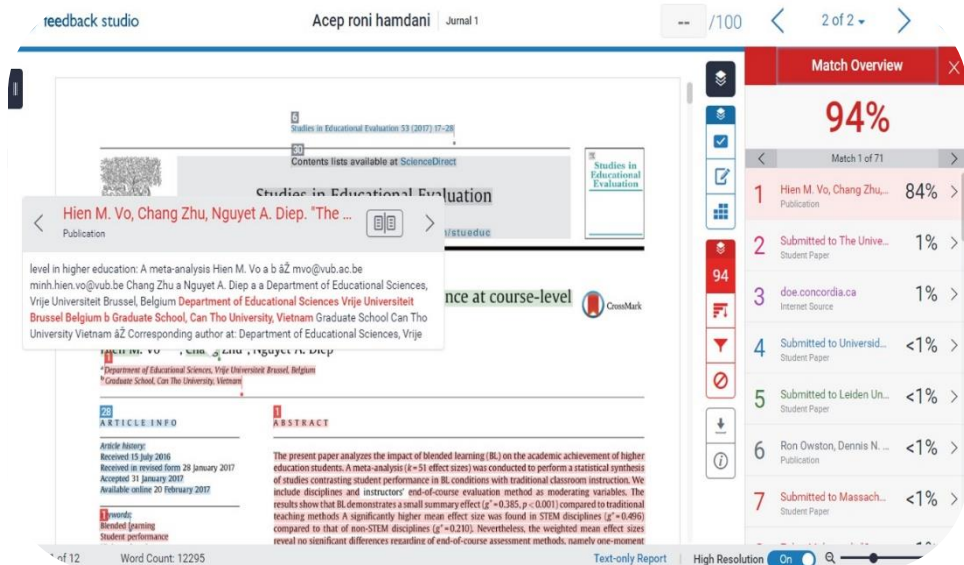 feedback studio
Acep roni hamdani | Jurnal 1
-- /100
2 of 2
Match Overview
94%
Match 1 of 71
1 Hien M. Vo, Chang Zhu,... 84%
Publication
2 Submitted to The Unive... 1%
Student Paper
3 doe.concordia.ca 1%
Internet Source
4 Submitted to Universid... <1%
Student Paper
5 Submitted to Leiden Un... <1%
Student Paper
6 Ron Owston, Dennis N. ... <1%
Publication
7 Submitted to Massach... <1%
Student Paper
94
6
Studies in Educational Evaluation 53 (2017) 17–28
30
Contents lists available at ScienceDirect
Studies in Educational Evaluation
Studies in
Educational
Evaluation
/stueduc
Hien M. Vo, Chang Zhu, Nguyet A. Diep. "The ...
Publication
level in higher education: A meta-analysis Hien M. Vo a b âŽ mvo@vub.ac.be
minh.hien.vo@vub.be Chang Zhu a Nguyet A. Diep a a Department of Educational Sciences,
Vrije Universiteit Brussel, Belgium Department of Educational Sciences Vrije Universiteit
Brussel Belgium b Graduate School, Can Tho University, Vietnam Graduate School Can Tho
University Vietnam âŽ Corresponding author at: Department of Educational Sciences, Vrije
nce at course-level
CrossMark
Hien M. Vo , Chang Zhu , Nguyet A. Diep
1
a Department of Educational Sciences, Vrije Universiteit Brussel, Belgium
b Graduate School, Can Tho University, Vietnam
28
ARTICLE INFO
Article history:
Received 15 July 2016
Received in revised form 28 January 2017
Accepted 31 January 2017
Available online 20 February 2017
1
Blended learning
Student performance
1
ABSTRACT
The present paper analyzes the impact of blended learning (BL) on the academic achievement of higher
education students. A meta-analysis (k = 51 effect sizes) was conducted to perform a statistical synthesis
of studies contrasting student performance in BL conditions with traditional classroom instruction. We
include disciplines and instructors' end-of-course evaluation method as moderating variables. The
results show that BL demonstrates a small summary effect (g+ = 0.385, p < 0.001) compared to traditional
teaching methods A significantly higher mean effect size was found in STEM disciplines (g+ = 0.496)
compared to that of non-STEM disciplines (g+ = 0.210). Nevertheless, the weighted mean effect sizes
reveal no significant differences regarding of end-of-course assessment methods, namely one-moment
1 of 12
Word Count: 12295
Text-only Report | High Resolution On